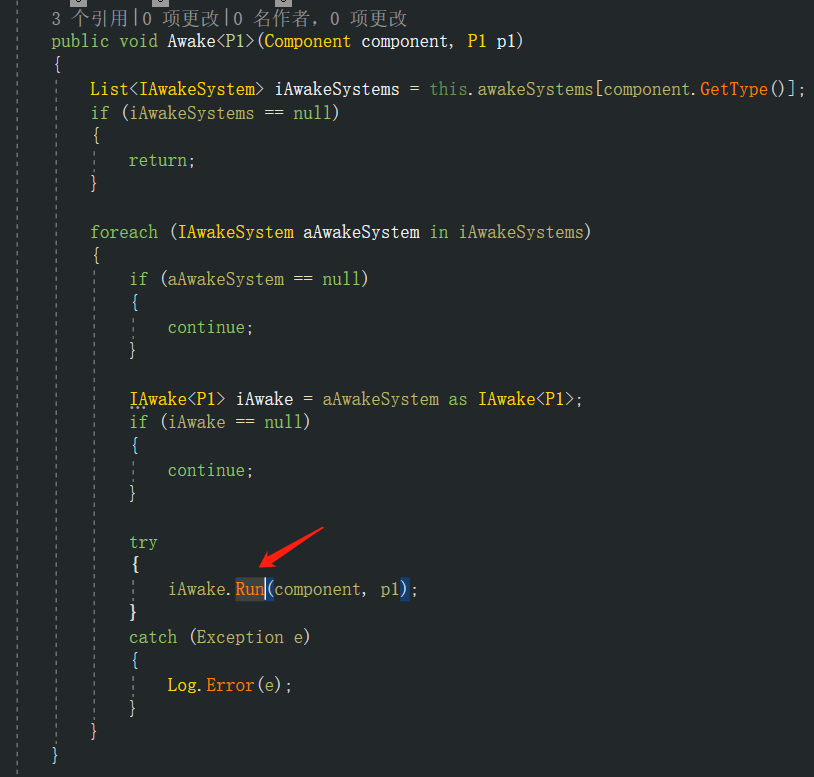 3 个引用|0 项更改|0 名作者, 0 项更改
public void Awake<P1>(Component component, P1 p1)
{
List<IAwakeSystem> iAwakeSystems = this.awakeSystems[component.GetType()];
if (iAwakeSystems == null)
{
return;
}
foreach (IAwakeSystem aAwakeSystem in iAwakeSystems)
{
if (aAwakeSystem == null)
{
continue;
}
IAwake<P1> iAwake = aAwakeSystem as IAwake<P1>;
if (iAwake == null)
{
continue;
}
try
{
iAwake.Run(component, p1);
}
catch (Exception e)
{
Log.Error(e);
}
}
}